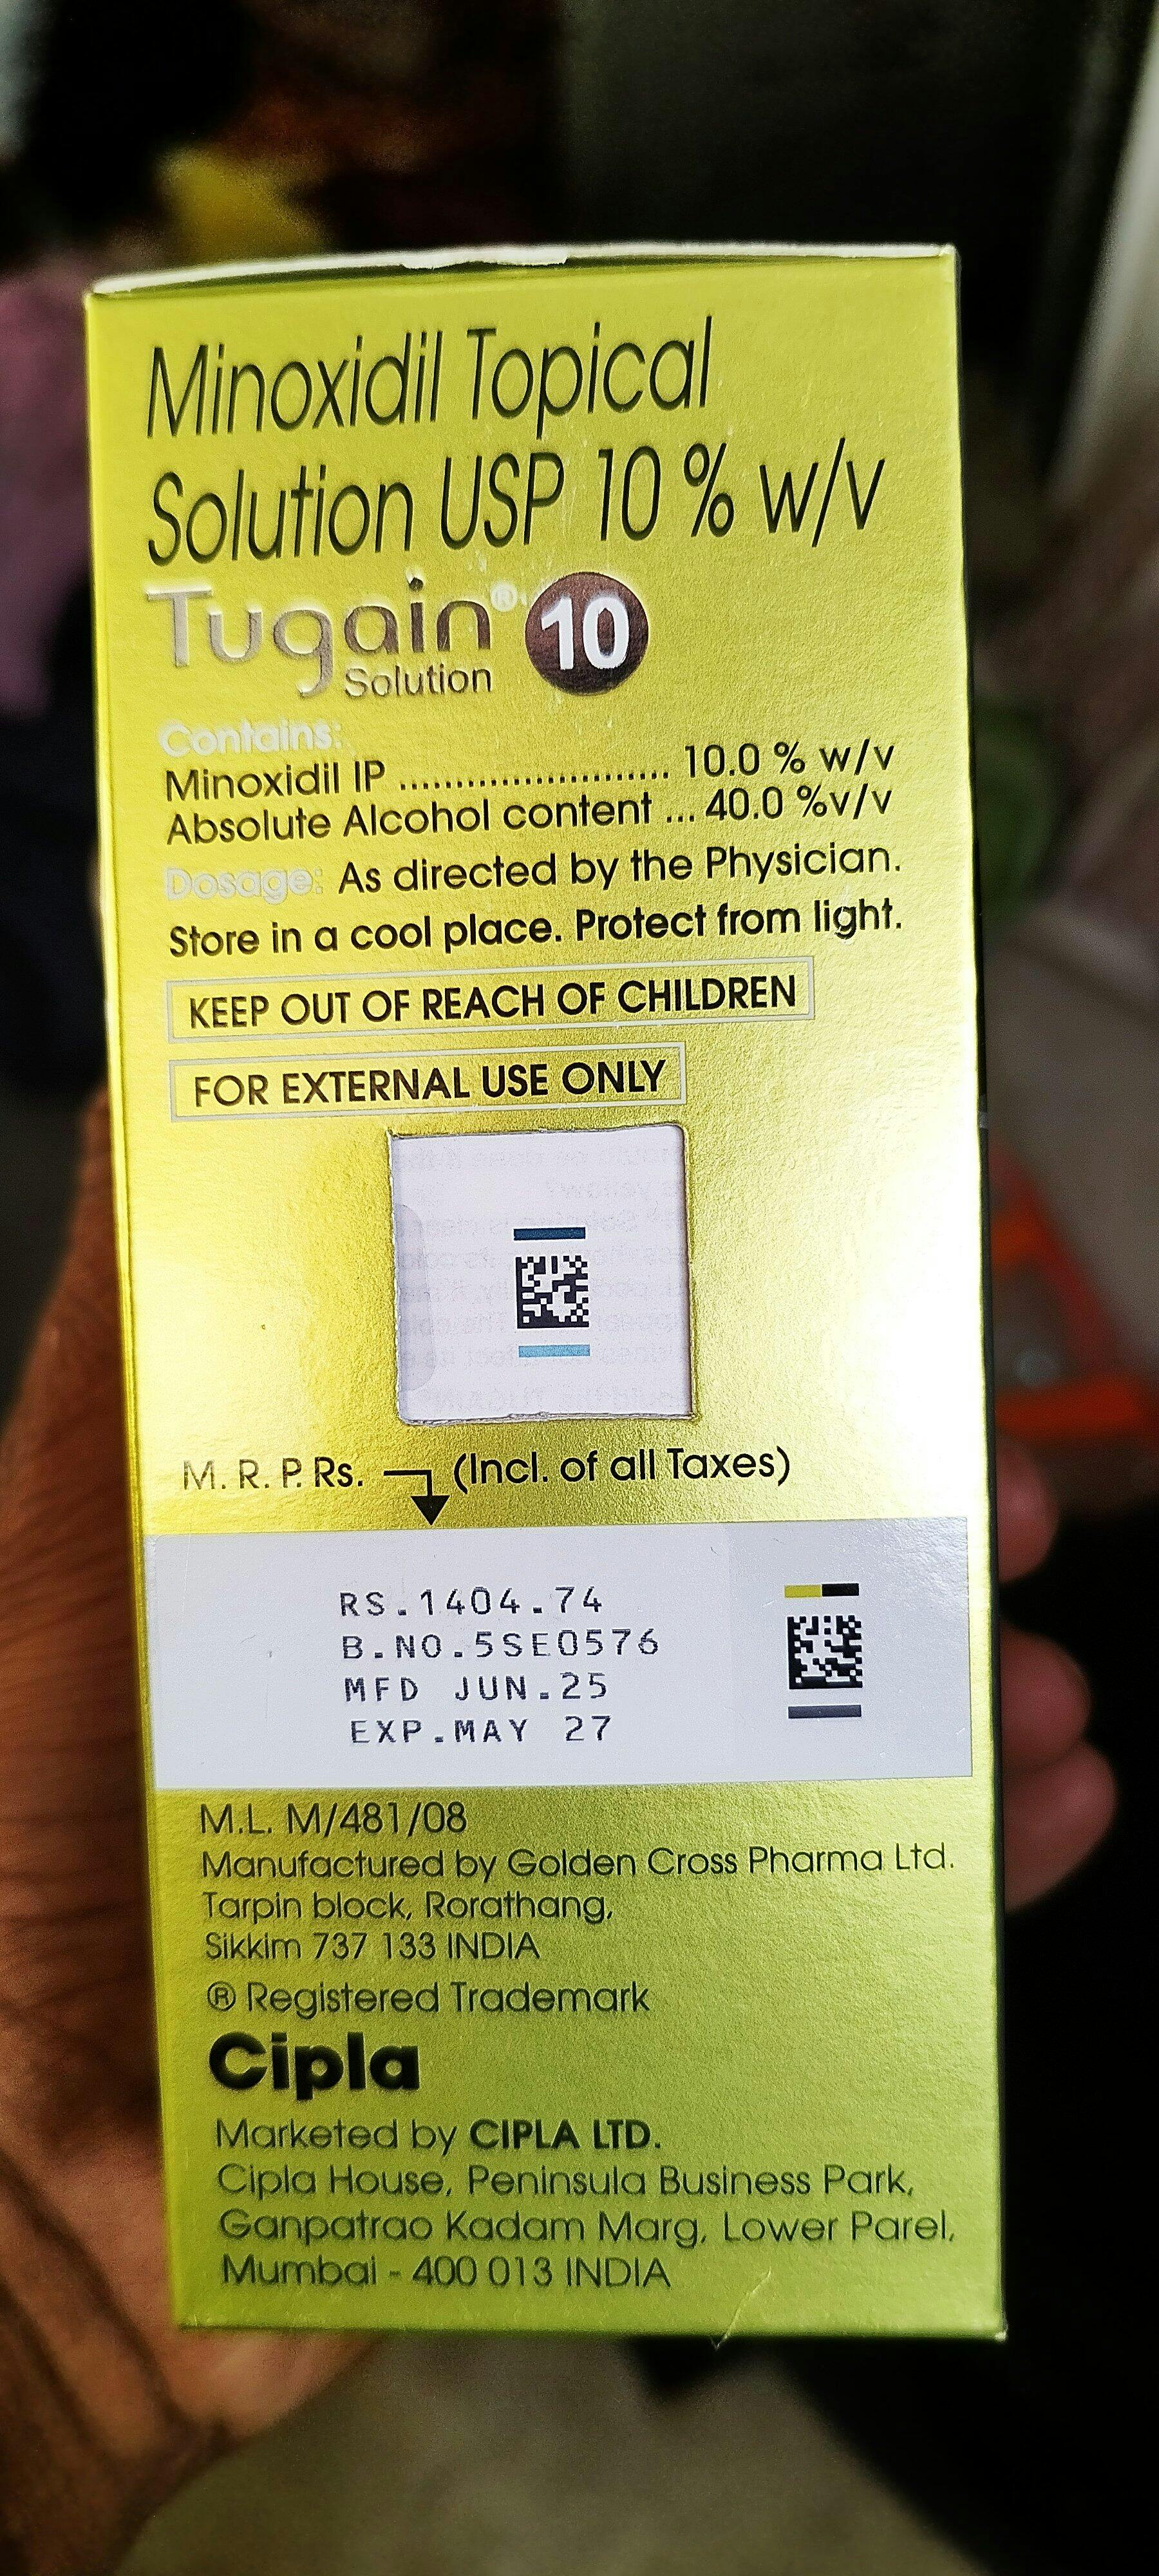 Minoxidil Topical
Solution USP 10 % w/v
Tugain® 10
Solution
Contains:
Minoxidil IP ........................ 10.0 % w/v
Absolute Alcohol content ... 40.0 %v/v
Dosage: As directed by the Physician.
Store in a cool place. Protect from light.
KEEP OUT OF REACH OF CHILDREN
FOR EXTERNAL USE ONLY
M. R. P. Rs. (Incl. of all Taxes)
RS.1404.74
B.NO.5SE0576
MFD JUN.25
EXP.MAY 27
M.L. M/481/08
Manufactured by Golden Cross Pharma Ltd.
Tarpin block, Rorathang,
Sikkim 737 133 INDIA
® Registered Trademark
Cipla
Marketed by CIPLA LTD.
Cipla House, Peninsula Business Park,
Ganpatrao Kadam Marg, Lower Parel,
Mumbai - 400 013 INDIA